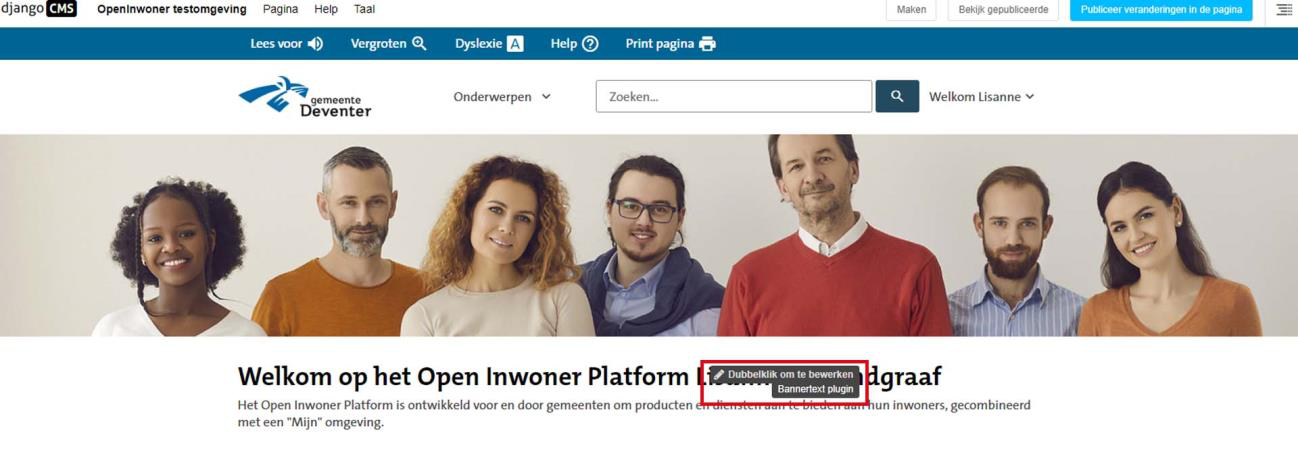 django CMS OpenInwoner testomgeving Pagina Help Taal Maken Bekijk gepubliceerde Publiceer veranderingen in de pagina
Lees voor Vergroten Dyslexie A Help ? Print pagina
gemeente
Deventer
Onderwerpen Zoeken... Welkom Lisanne
Welkom op het Open Inwoner Platform dgraaf
Dubbelklik om te bewerken
Bannertext plugin
Het Open Inwoner Platform is ontwikkeld voor en door gemeenten om producten en diensten aan te bieden aan hun inwoners, gecombineerd
met een "Mijn" omgeving.